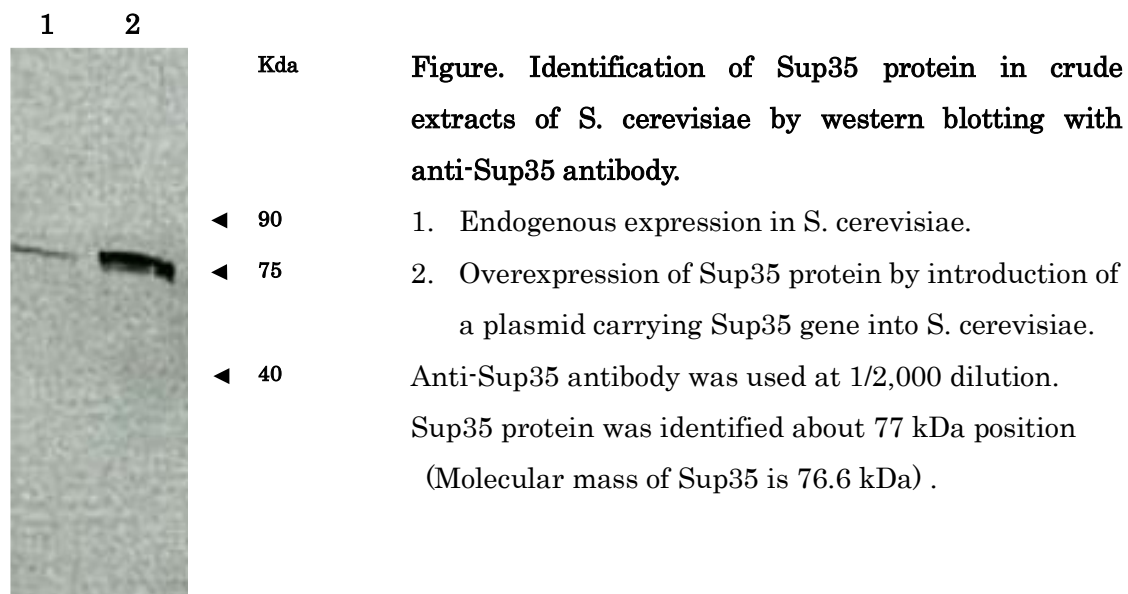 1 2
Kda
Figure. Identification of Sup35 protein in crude
extracts of S. cerevisiae by western blotting with
anti-Sup35 antibody.
◄ 90
1. Endogenous expression in S. cerevisiae.
◄ 75
2. Overexpression of Sup35 protein by introduction of
a plasmid carrying Sup35 gene into S. cerevisiae.
◄ 40
Anti-Sup35 antibody was used at 1/2,000 dilution.
Sup35 protein was identified about 77 kDa position
(Molecular mass of Sup35 is 76.6 kDa) .